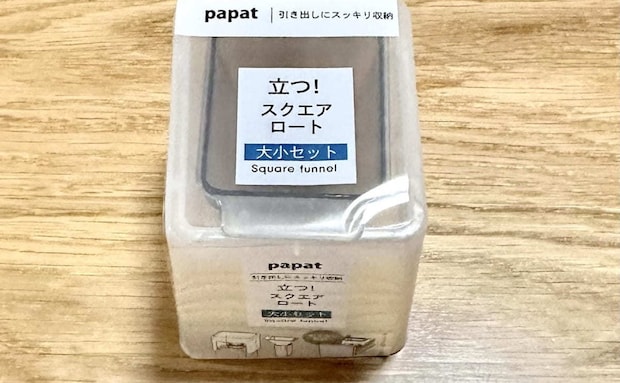 papat 引き出しにスッキリ収納
立つ!
スクエア
ロート
大小セット
Square funnel
papat
引き出しにスッキリ収納
立つ!
スクエア
ロート
大小セット
Square funnel